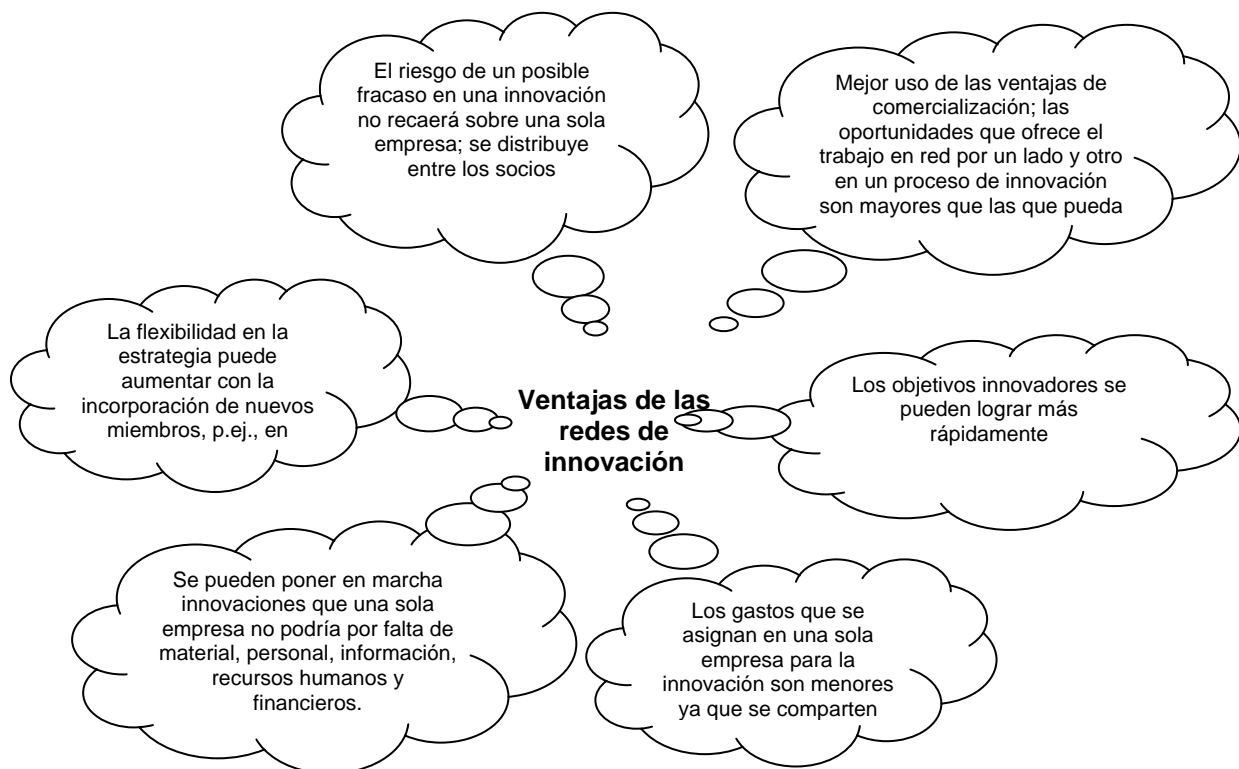 El riesgo de un posible
fracaso en una innovación
no recaerá sobre una sola
empresa; se distribuye
entre los socios
Mejor uso de las ventajas de
comercialización; las
oportunidades que ofrece el
trabajo en red por un lado y otro
en un proceso de innovación
son mayores que las que pueda
La flexibilidad en la
estrategia puede
aumentar con la
incorporación de nuevos
miembros, p.ej., en
Ventajas de las
redes de
innovación
Los objetivos innovadores se
pueden lograr más
rápidamente
Se pueden poner en marcha
innovaciones que una sola
empresa no podría por falta de
material, personal, información,
recursos humanos y
financieros.
Los gastos que se
asignan en una sola
empresa para la
innovación son menores
ya que se comparten